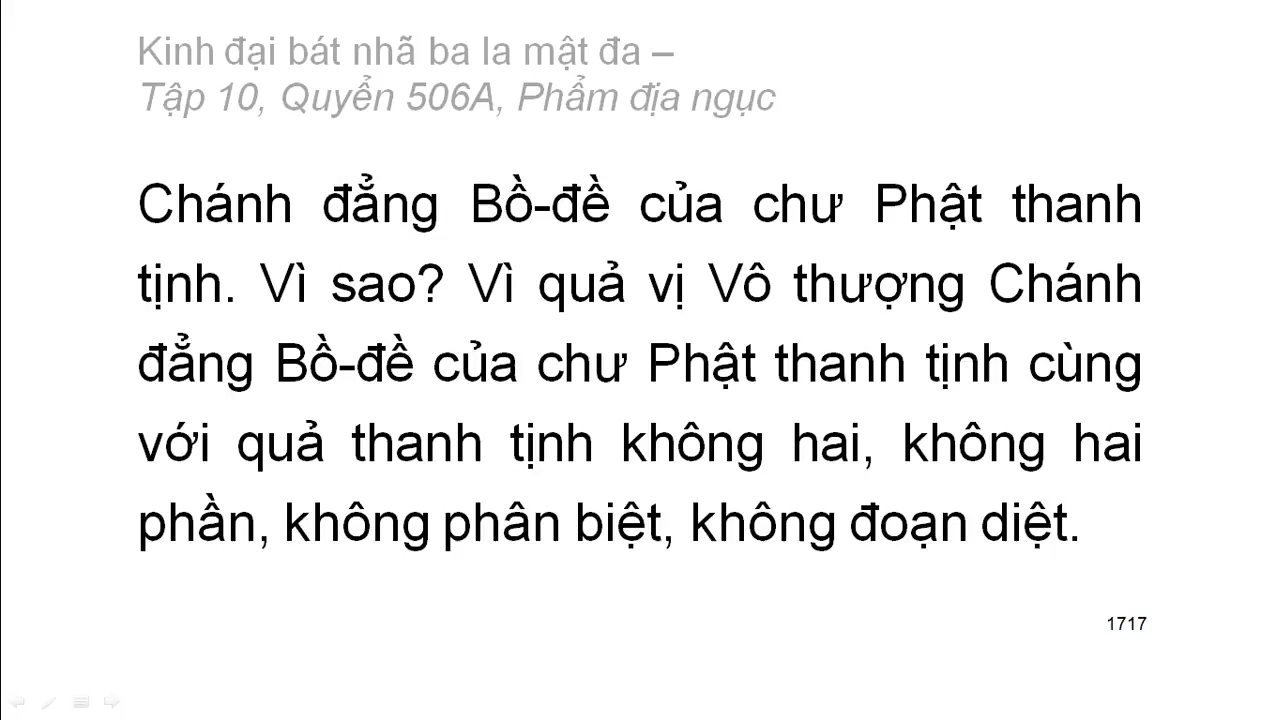 Kinh đại bát nhã ba la mật đa –
Tập 10, Quyển 506A, Phẩm địa ngục
Chánh đẳng Bồ-đề của chư Phật thanh
tịnh. Vì sao? Vì quả vị Vô thượng Chánh
đẳng Bồ-đề của chư Phật thanh tịnh cùng
với quả thanh tịnh không hai, không hai
phần, không phân biệt, không đoạn diệt.
1717